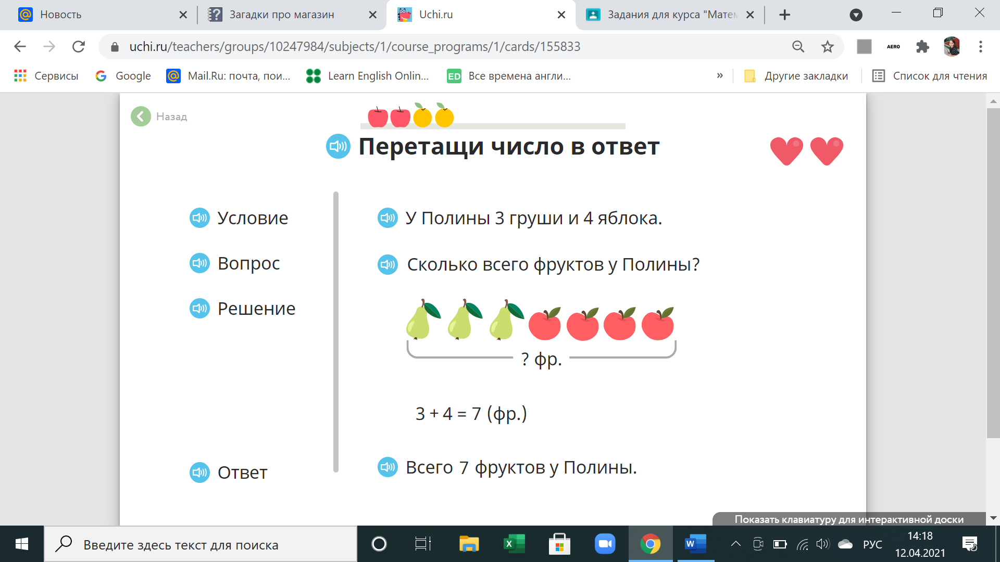 Новость
Загадки про магазин
Uchi.ru
Задания для курса "Матем
uchi.ru/teachers/groups/10247984/subjects/1/course_programs/1/cards/155833
AERO
Сервисы
Google
Mail.Ru: почта, пои...
Learn English Onlin...
ED
Все времена англи...
»
Другие закладки
Список для чтения
Назад
Перетащи число в ответ
Условие
У Полины 3 груши и 4 яблока.
Вопрос
Сколько всего фруктов у Полины?
Решение
? фр.
3 + 4 = 7 (фр.)
Ответ
Всего 7 фруктов у Полины.
Показать клавиатуру для интерактивной доски
Введите здесь текст для поиска
РУС
14:18
12.04.2021